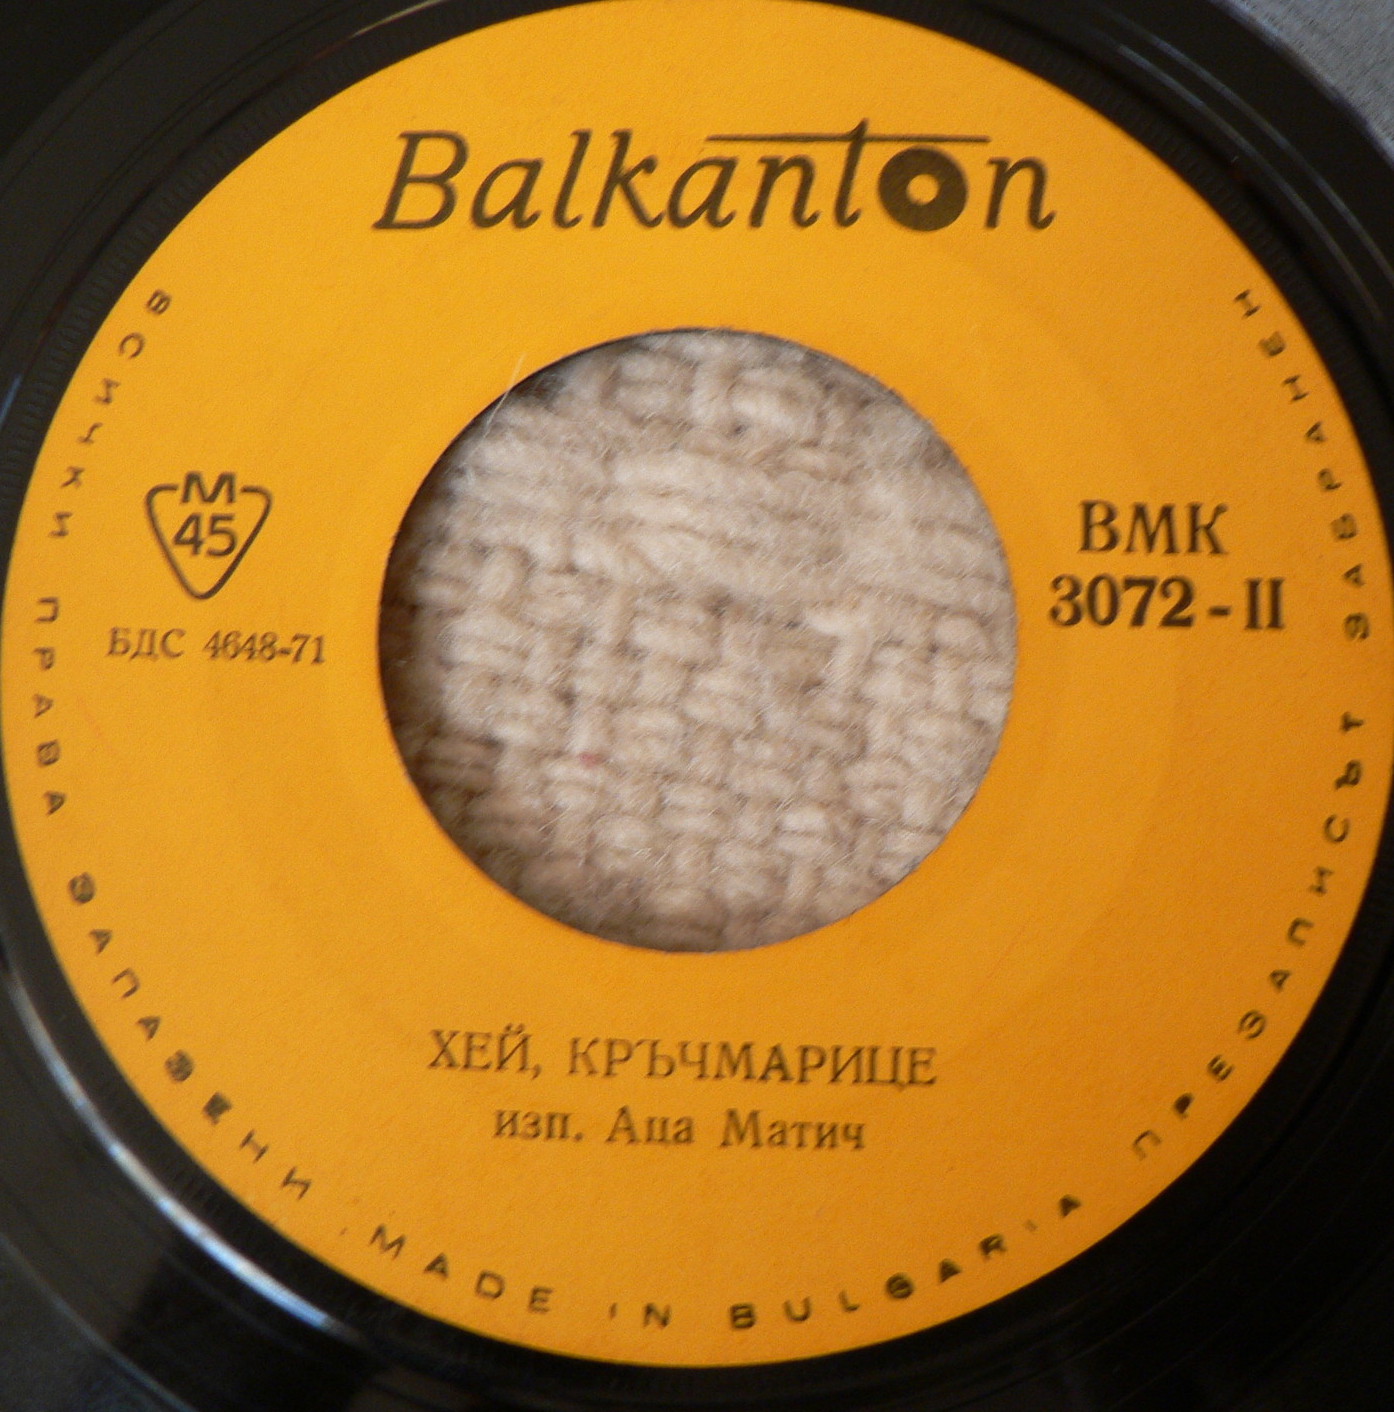 Balkanton
М
45
БДС 4648-71
ВМК
3072-II
ХЕЙ, КРЪЧМАРИЦЕ
изп. Аца Матич
ВСИЧКИ ПРАВА ЗАПАЗЕНИ . MADE IN BULGARIA ПРЕЗАПИСЪТ ЗАБРАНЕН